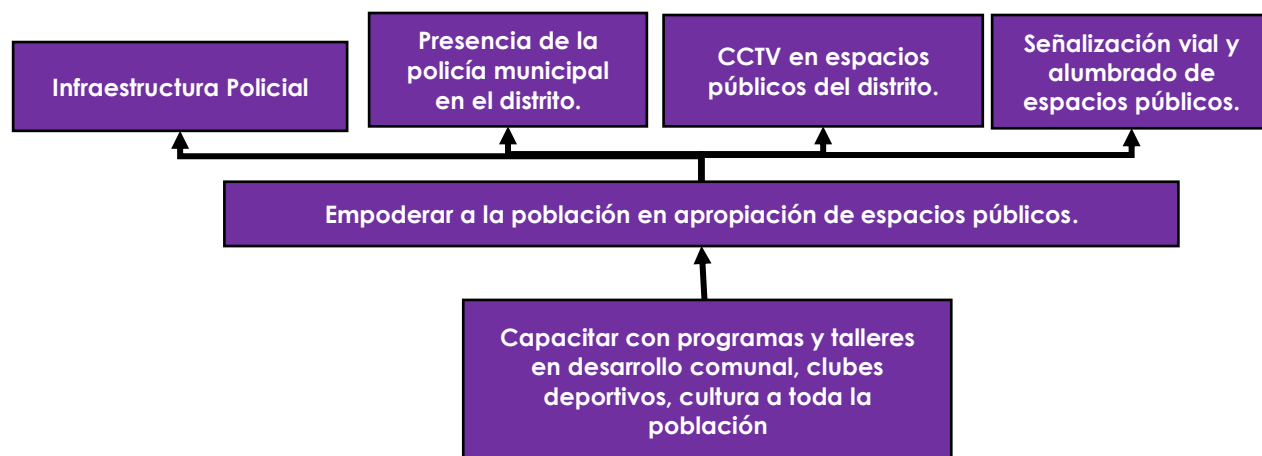 Infraestructura Policial
Presencia de la
policía municipal
en el distrito.
CCTV en espacios
públicos del distrito.
Señalización vial y
alumbrado de
espacios públicos.
Empoderar a la población en apropiación de espacios públicos.
Capacitar con programas y talleres
en desarrollo comunal, clubes
deportivos, cultura a toda la
población